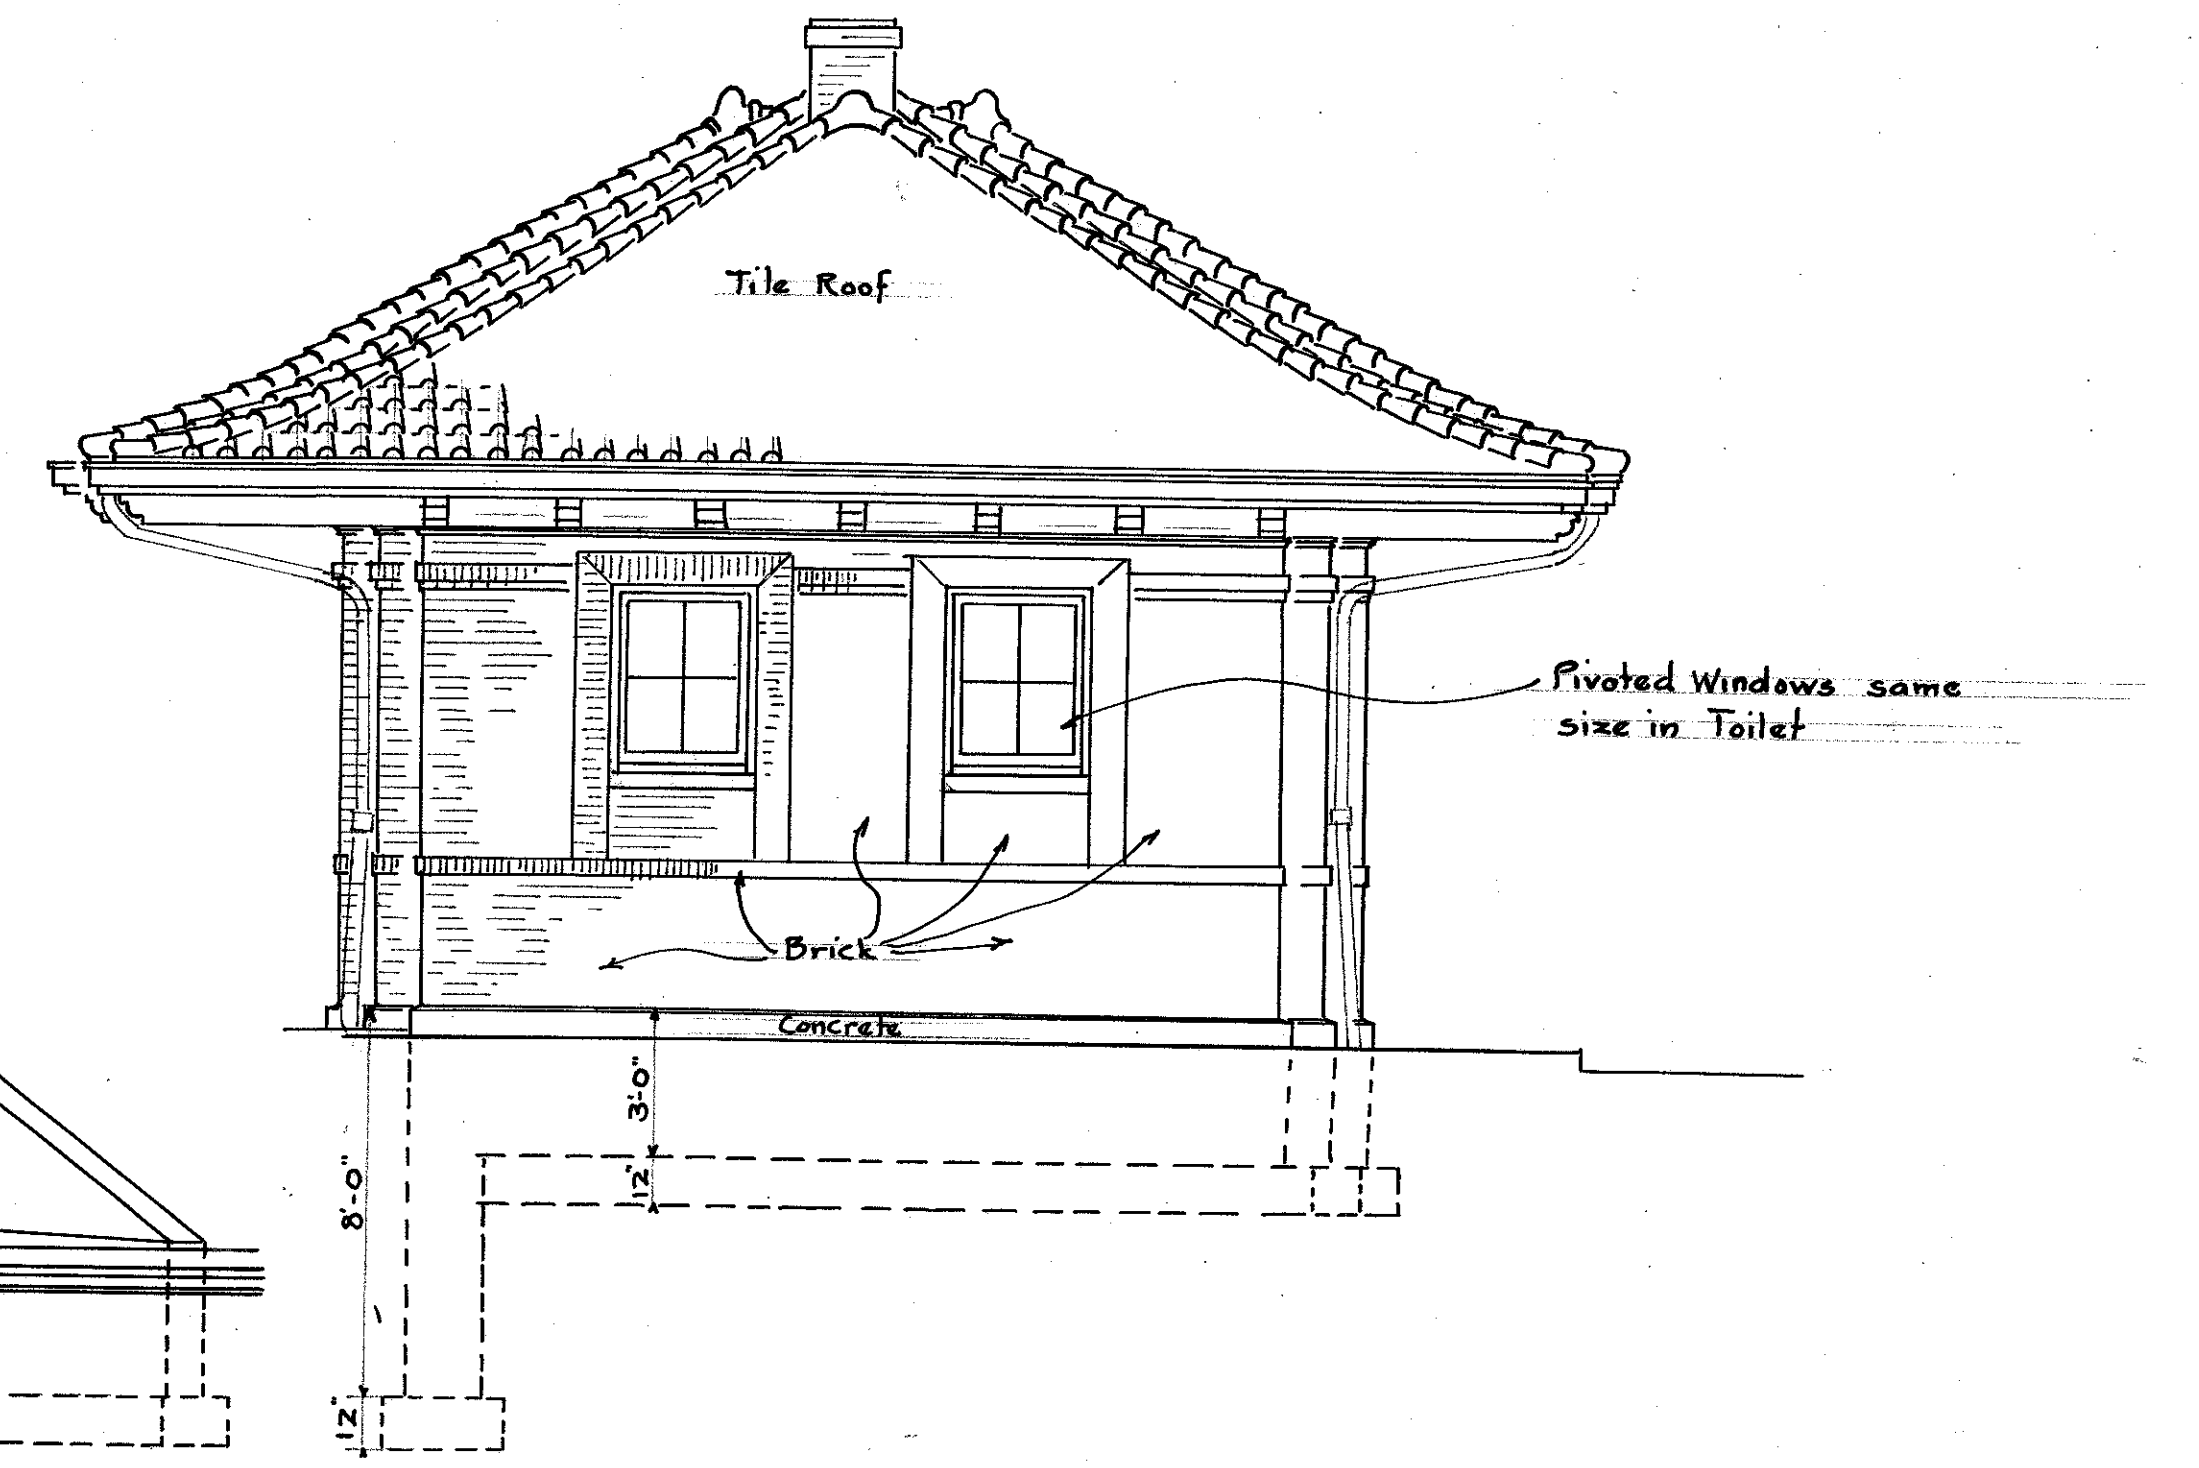 Tile Roof
Pivoted Windows same
size in Toilet
Brick
Concrete
3'-0"
12"
8'-0"
12"